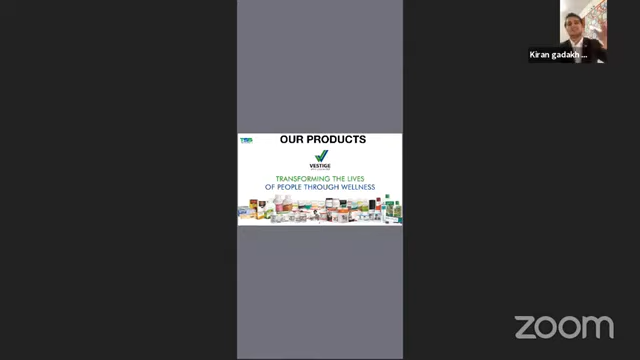 Kiran gadakh ...
OUR PRODUCTS
VESTIGE
TRANSFORMING THE LIVES
OF PEOPLE THROUGH WELLNESS
zoom